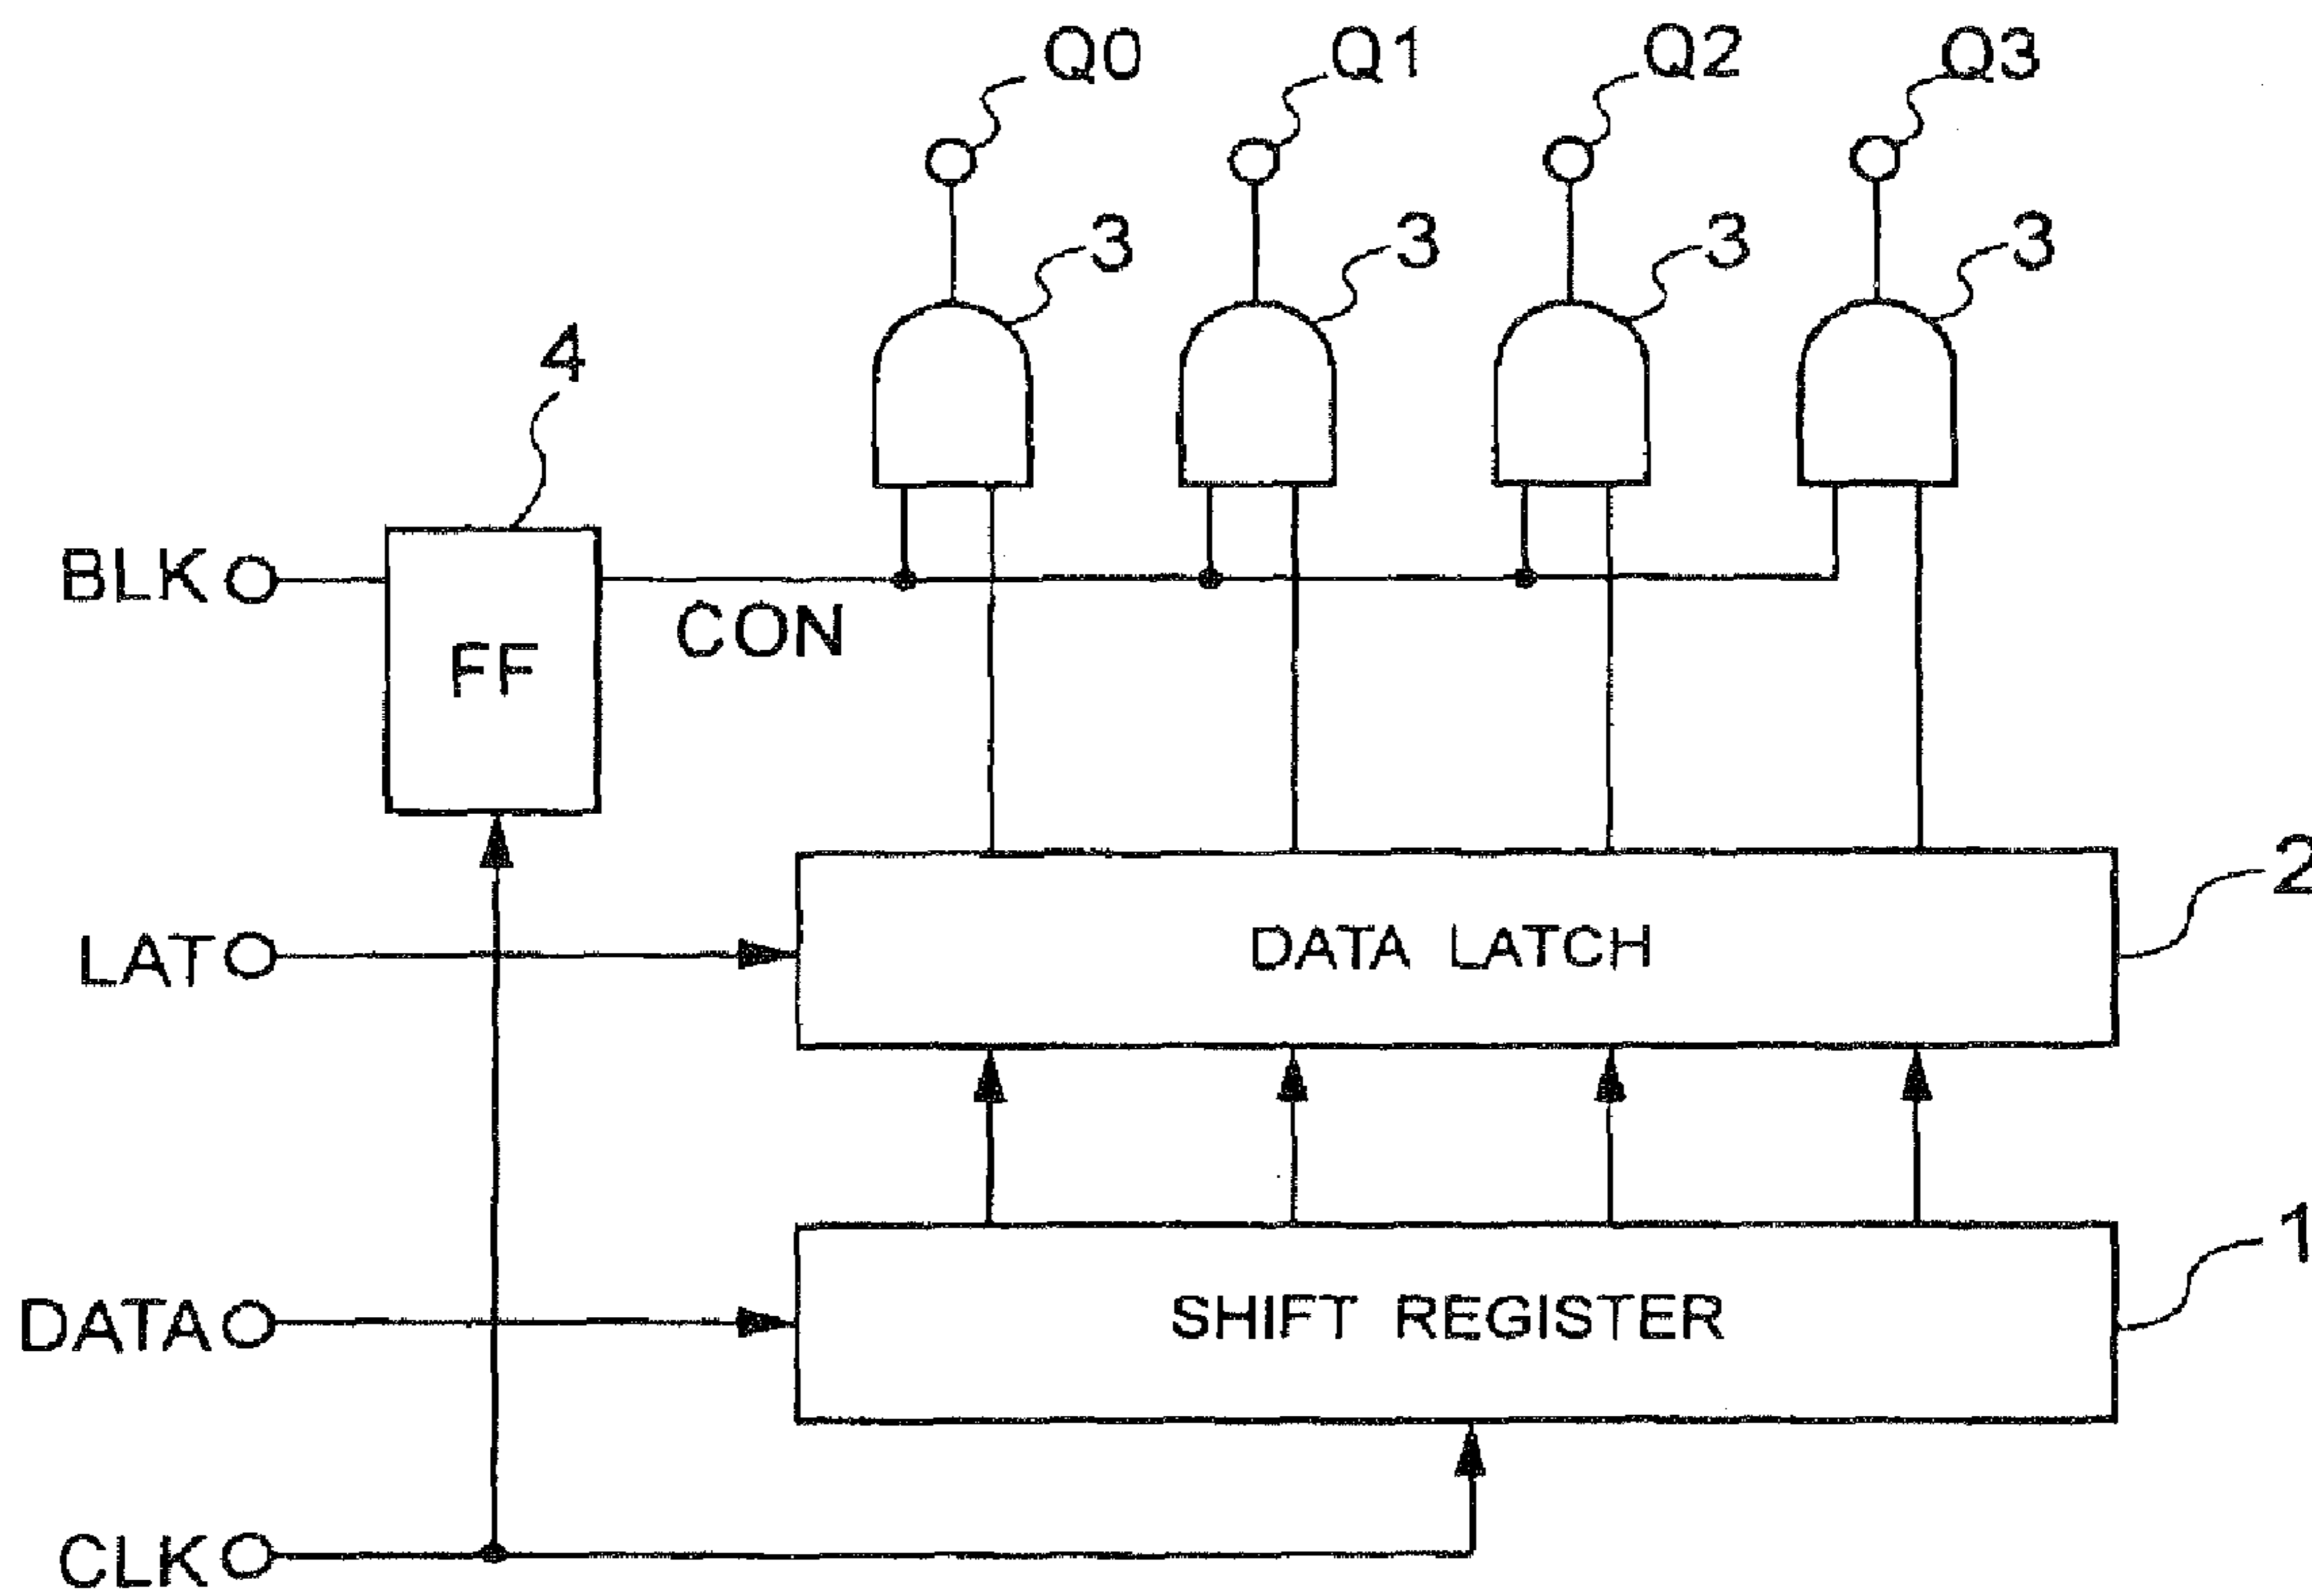 Q0 Q1 Q2 Q3
3 3 3 3
4
BLK
CON
FF
2
LAT
DATA LATCH
1
DATA
SHIFT REGISTER
CLK